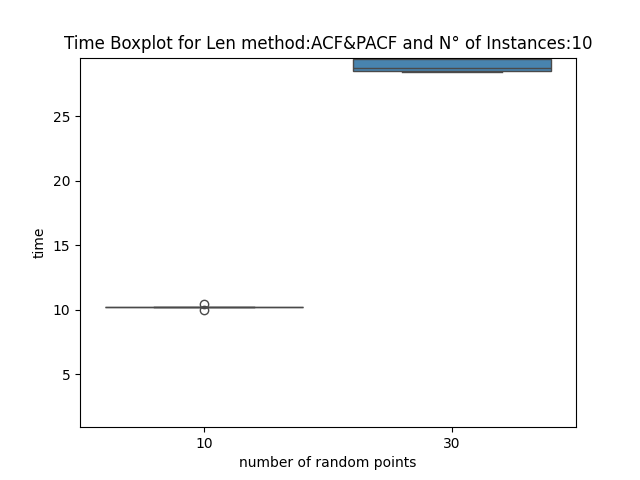 Time Boxplot for Len method:ACF&PACF and N° of Instances:10
25
20
15
10
5
time
10 30
number of random points